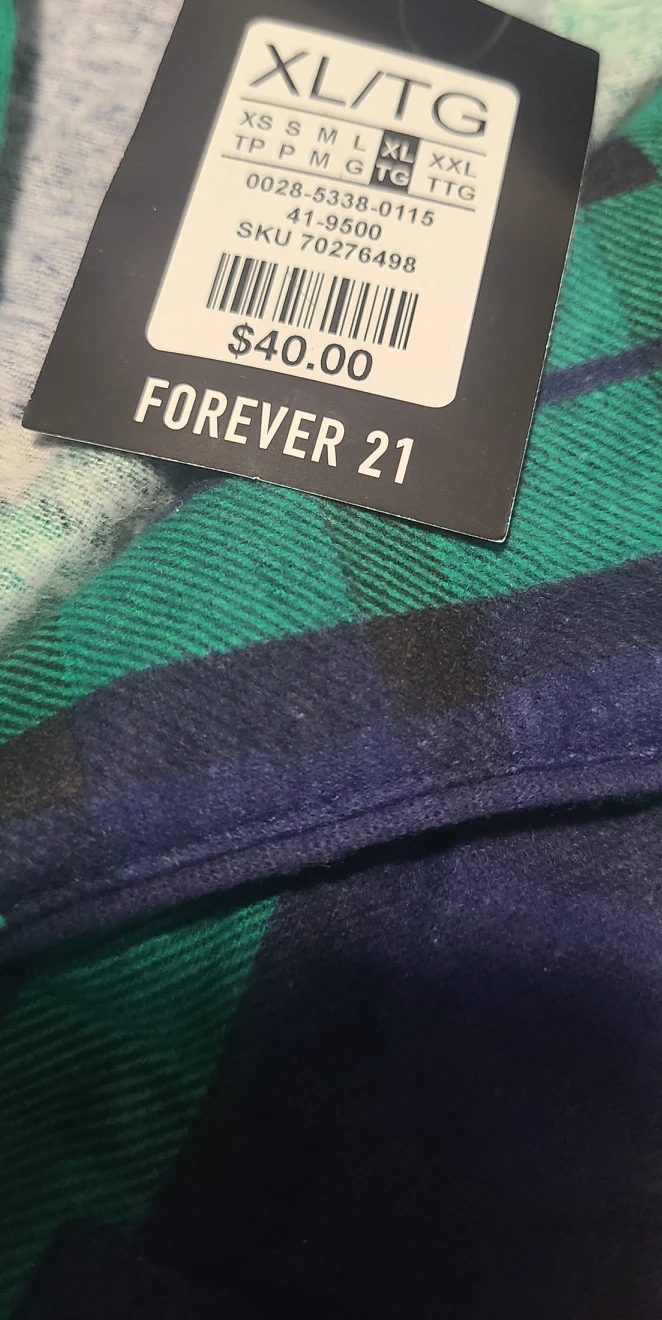 XL/TG
XS S M L XL XXL
TP P M G TG TTG
0028-5338-0115
41-9500
SKU 70276498
$40.00
FOREVER 21